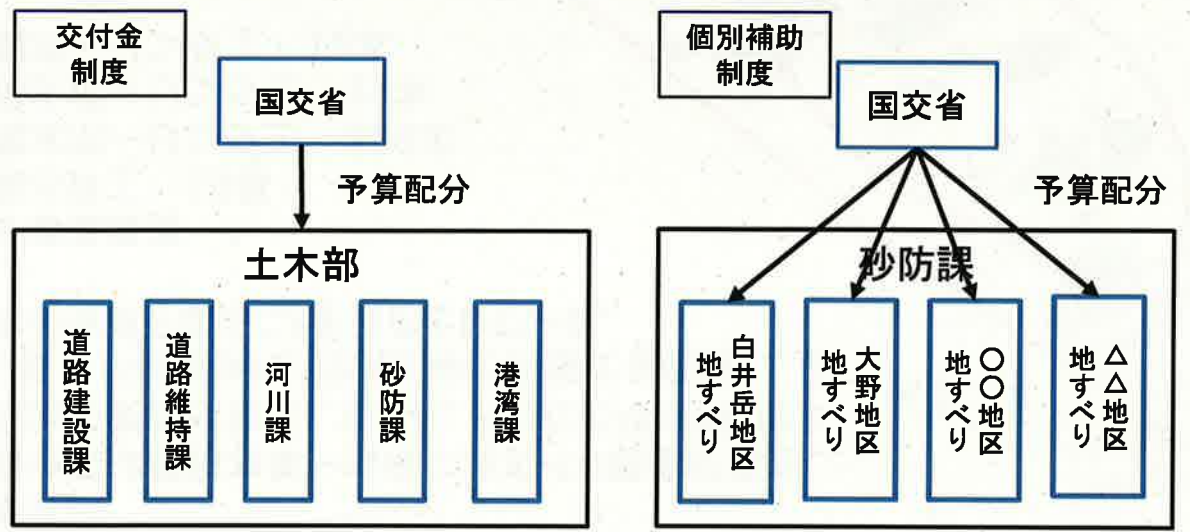 交付金
制度
国交省
予算配分
土木部
道路建設課
道路維持課
河川課
砂防課
港湾課
個別補助
制度
国交省
予算配分
砂防課
白井岳地区
地すべり
大野地区
地すべり
〇〇地区
地すべり
△△地区
地すべり